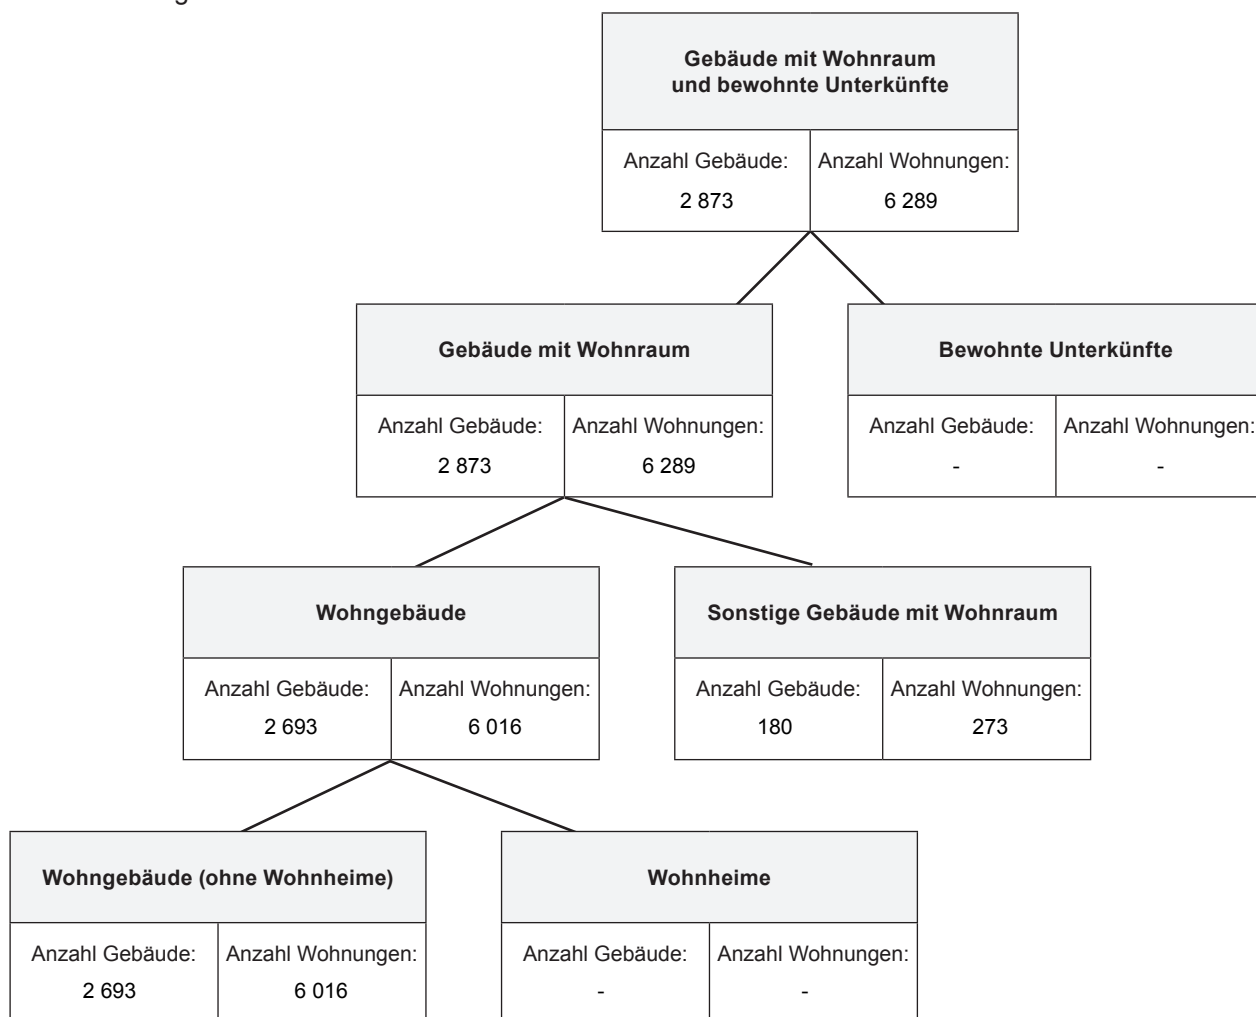 Gebäude mit Wohnraum
und bewohnte Unterkünfte
Anzahl Gebäude: Anzahl Wohnungen:
2 873 6 289
Gebäude mit Wohnraum Bewohnte Unterkünfte
Anzahl Gebäude: Anzahl Wohnungen: Anzahl Gebäude: Anzahl Wohnungen:
2 873 6 289 - -
Wohngebäude Sonstige Gebäude mit Wohnraum
Anzahl Gebäude: Anzahl Wohnungen: Anzahl Gebäude: Anzahl Wohnungen:
2 693 6 016 180 273
Wohngebäude (ohne Wohnheime) Wohnheime
Anzahl Gebäude: Anzahl Wohnungen: Anzahl Gebäude: Anzahl Wohnungen:
2 693 6 016 - -